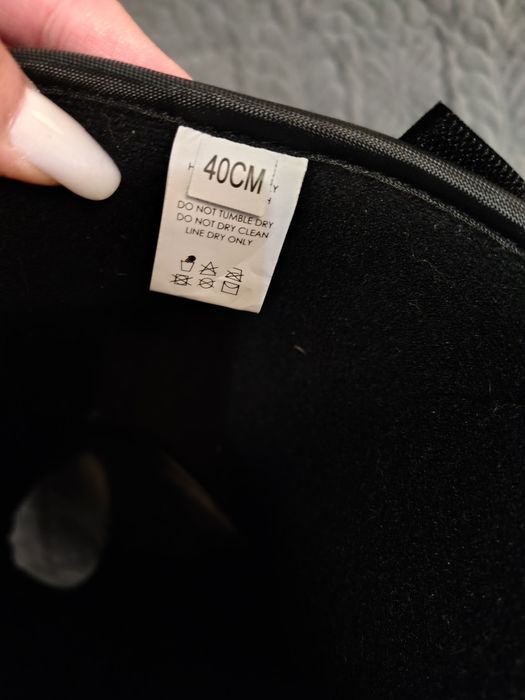 40CM
DO NOT TUMBLE DRY
DO NOT DRY CLEAN
LINE DRY ONLY